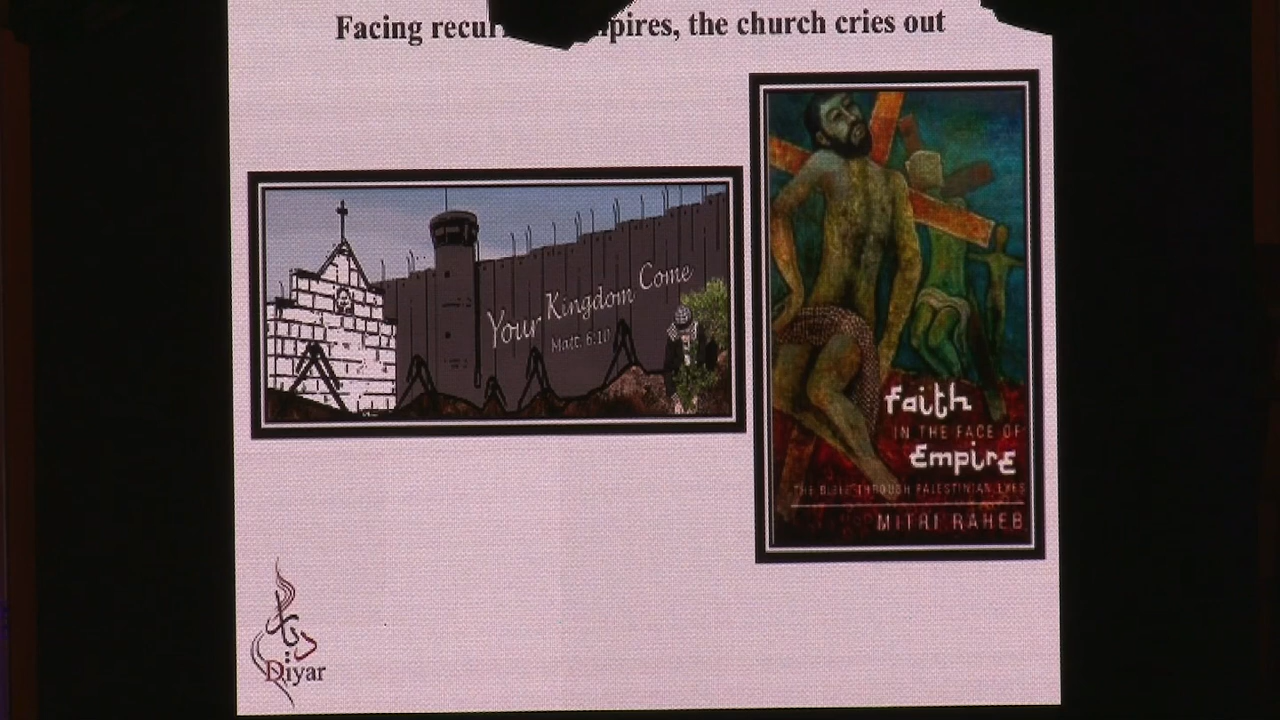 Facing recur pires, the church cries out
Your Kingdom Come
Matt. 6:10
Faith
IN THE FACE OF
Empire
THE BIBLE THROUGH PALESTINIAN EYES
MITRI RAHEB
ديار
Diyar